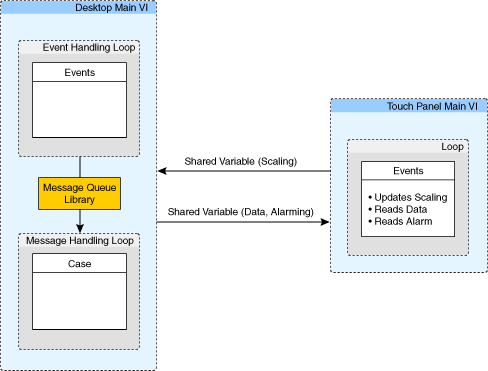 Desktop Main VI
Event Handling Loop
Events
Message Queue
Library
Message Handling Loop
Case
Shared Variable (Scaling)
Shared Variable (Data, Alarming)
Touch Panel Main VI
Loop
Events
• Updates Scaling
• Reads Data
• Reads Alarm